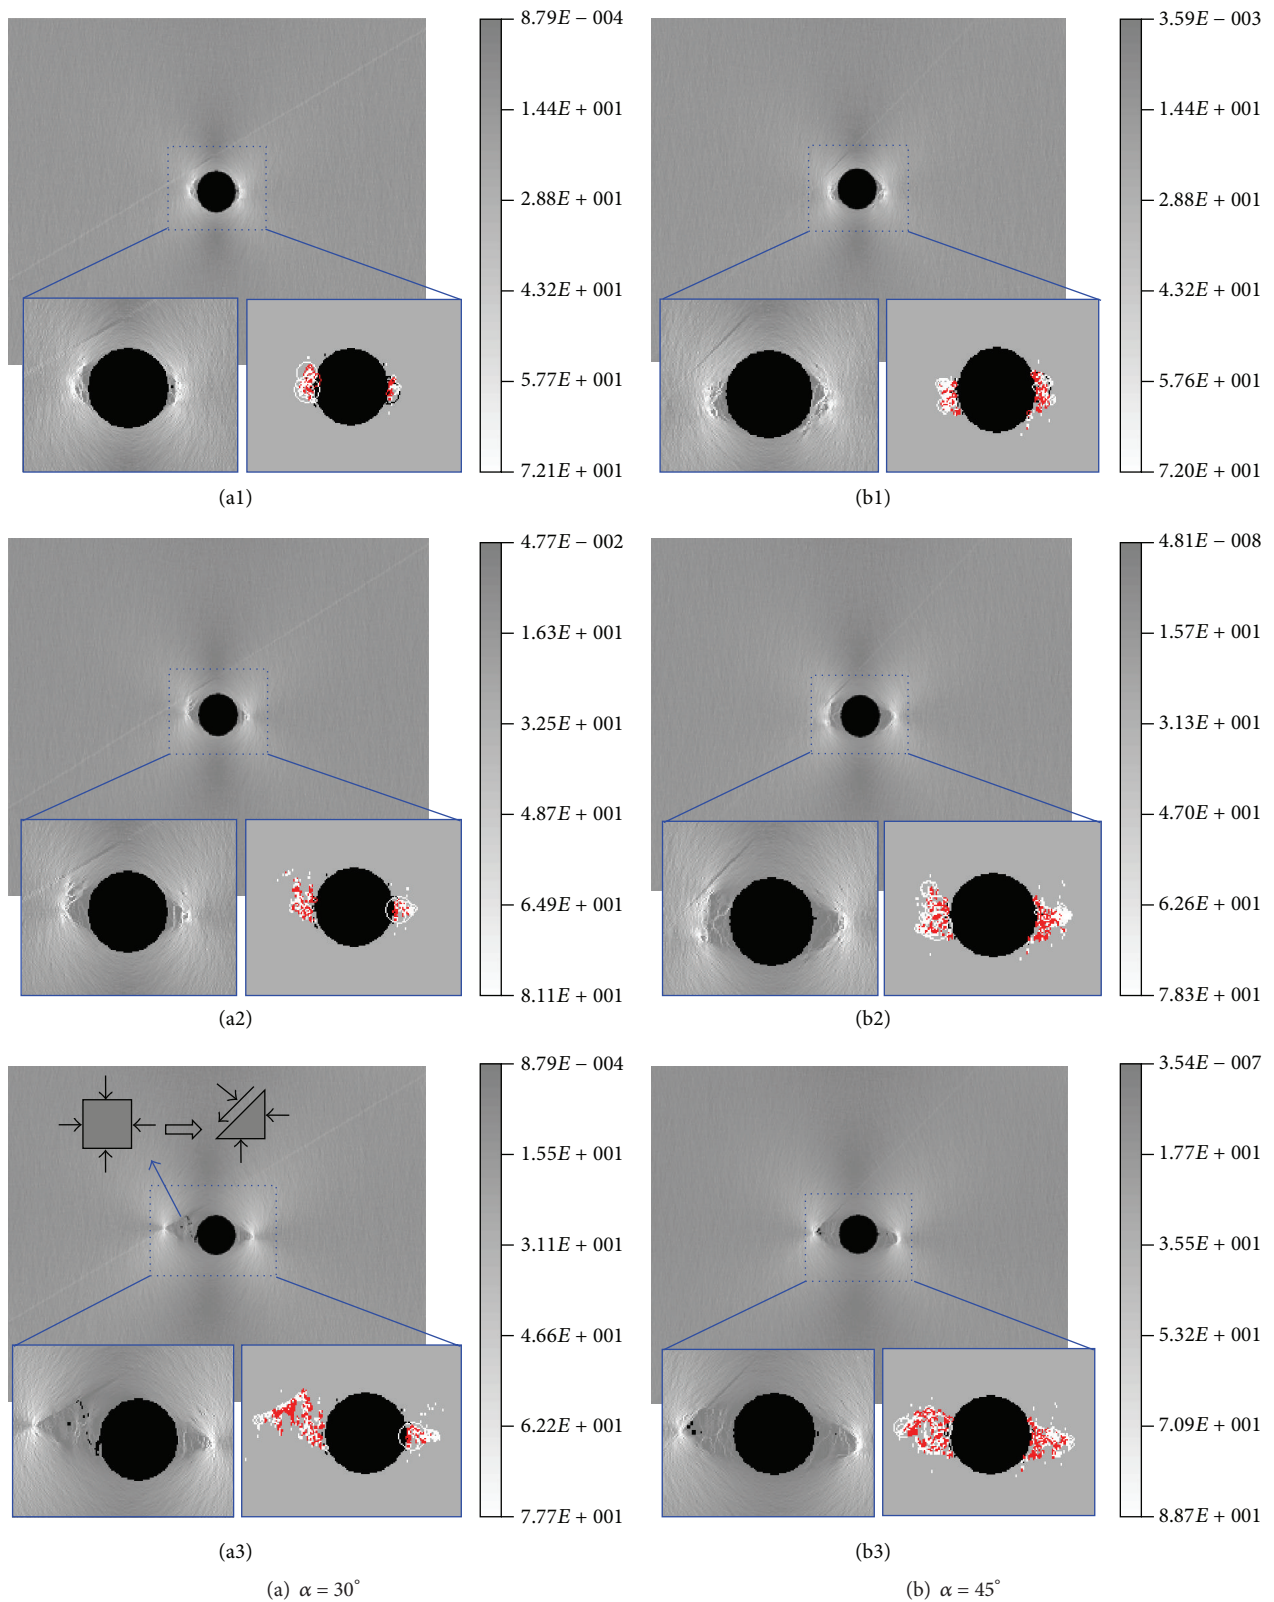 8.79E − 004
1.44E + 001
2.88E + 001
4.32E + 001
5.77E + 001
7.21E + 001
(a1)
3.59E − 003
1.44E + 001
2.88E + 001
4.32E + 001
5.76E + 001
7.20E + 001
(b1)
4.77E − 002
1.63E + 001
3.25E + 001
4.87E + 001
6.49E + 001
8.11E + 001
(a2)
4.81E − 008
1.57E + 001
3.13E + 001
4.70E + 001
6.26E + 001
7.83E + 001
(b2)
8.79E − 004
1.55E + 001
3.11E + 001
4.66E + 001
6.22E + 001
7.77E + 001
(a3)
3.54E − 007
1.77E + 001
3.55E + 001
5.32E + 001
7.09E + 001
8.87E + 001
(b3)
(a) α = 30°
(b) α = 45°